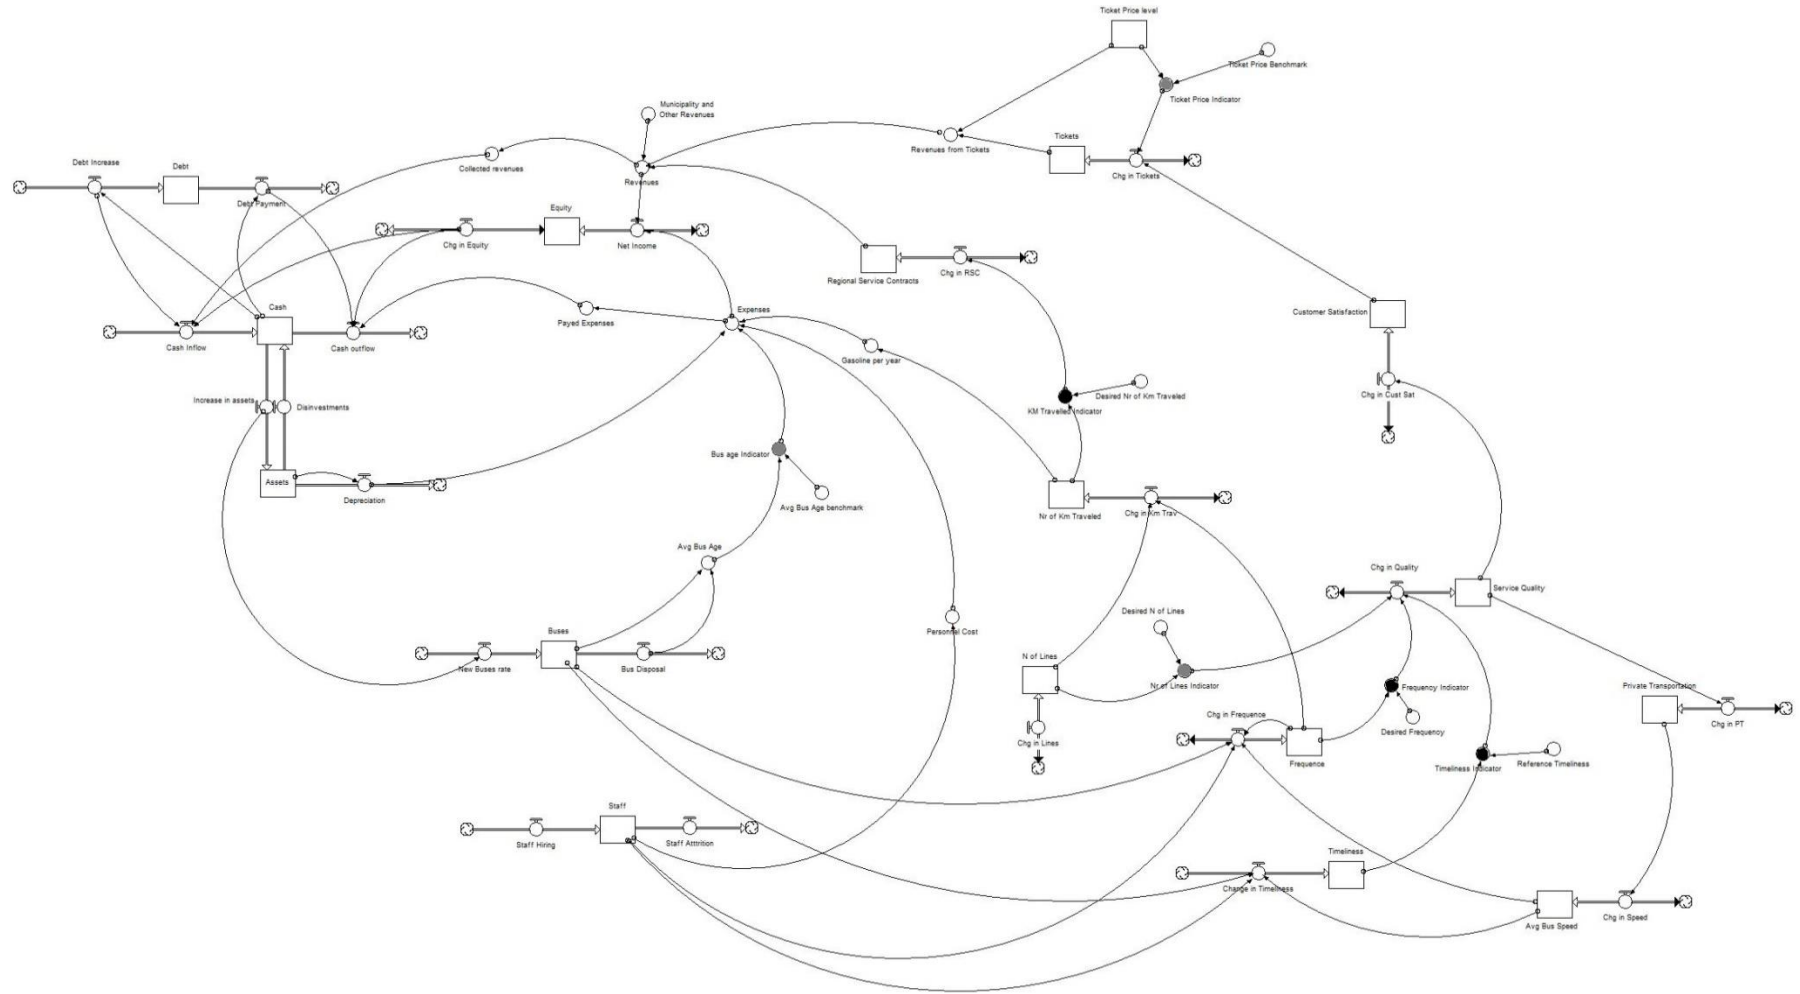 Ticket Price level
Ticket Price Benchmark
Ticket Price Indicator
Municipality and
Other Revenues
Tickets
Revenues from Tickets
Chg in Tickets
Debt Increase
Debt
Debt Payment
Collected revenues
Revenues
Equity
Chg in Equity
Net Income
Regional Service Contracts
Chg in RSC
Cash
Cash Inflow
Cash outflow
Payed Expenses
Expenses
Gasoline per year
Customer Satisfaction
Chg in Cust Sat
Increase in assets
Disinvestments
KM Travelled Indicator
Desired Nr of Km Traveled
Bus age Indicator
Avg Bus Age benchmark
Assets
Depreciation
Nr of Km Traveled
Chg in Km Trav
Avg Bus Age
Chg in Quality
Service Quality
Desired N of Lines
Personnal Cost
Buses
New Buses rate
Bus Disposal
N of Lines
Nr of Lines Indicator
Frequency Indicator
Private Transportation
Chg in PT
Chg in Frequence
Desired Frequency
Chg in Lines
Frequence
Timeliness Indicator
Reference Timeliness
Staff
Staff Hiring
Staff Atttrition
Timeliness
Change in Timeliness
Avg Bus Speed
Chg in Speed